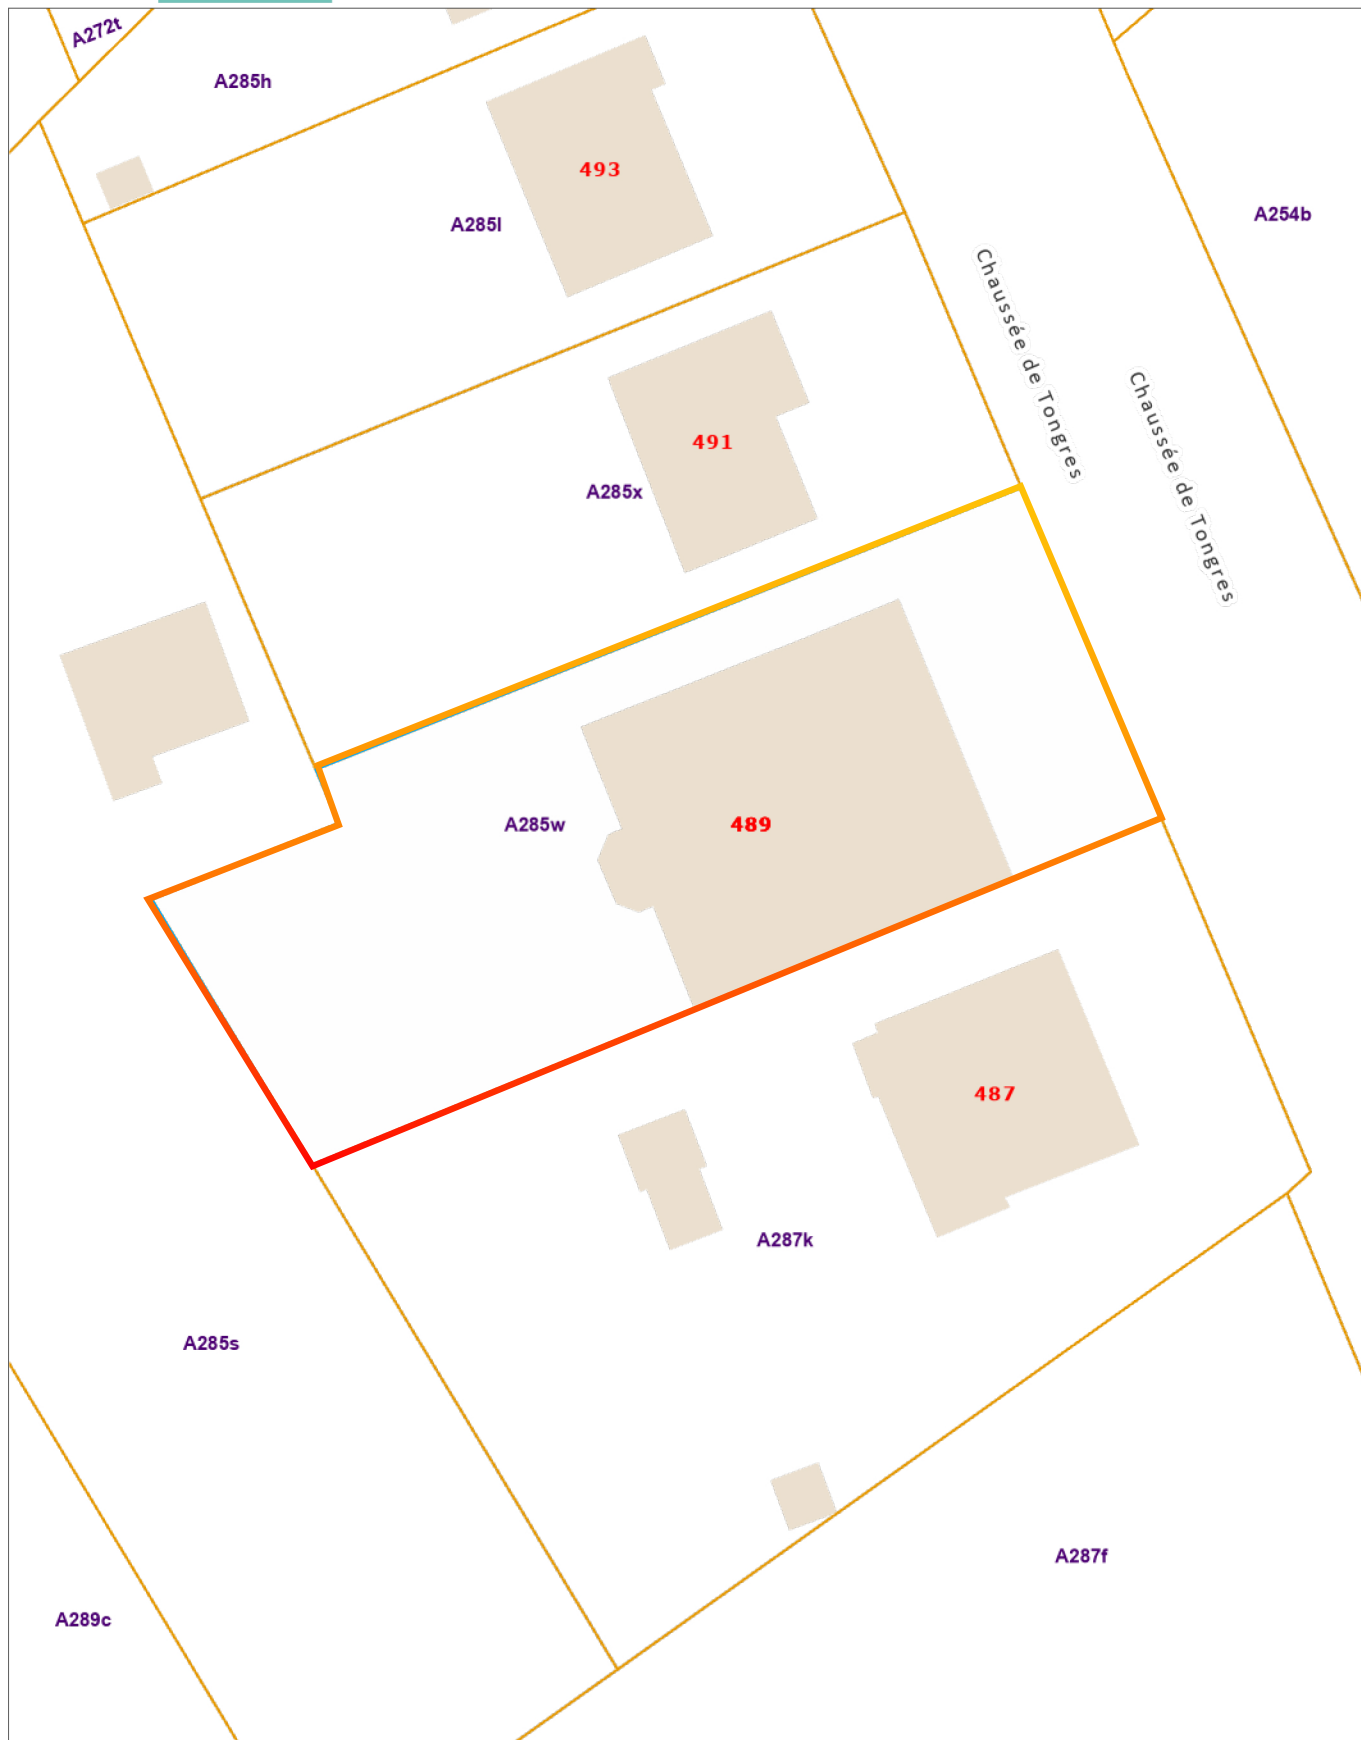 A272t
A285h
493
A285l
A254b
Chaussée de Tongres
491
A285x
Chaussée de Tongres
A285w
489
487
A287k
A285s
A287f
A289c